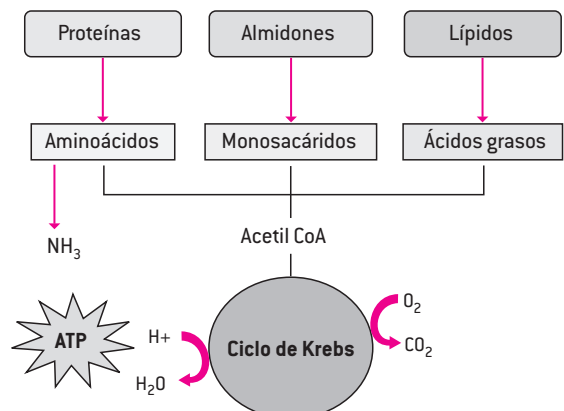 Proteínas
Almidones
Lípidos
Aminoácidos
Monosacáridos
Ácidos grasos
NH3
Acetil CoA
ATP
H+
H2O
Ciclo de Krebs
O2
CO2